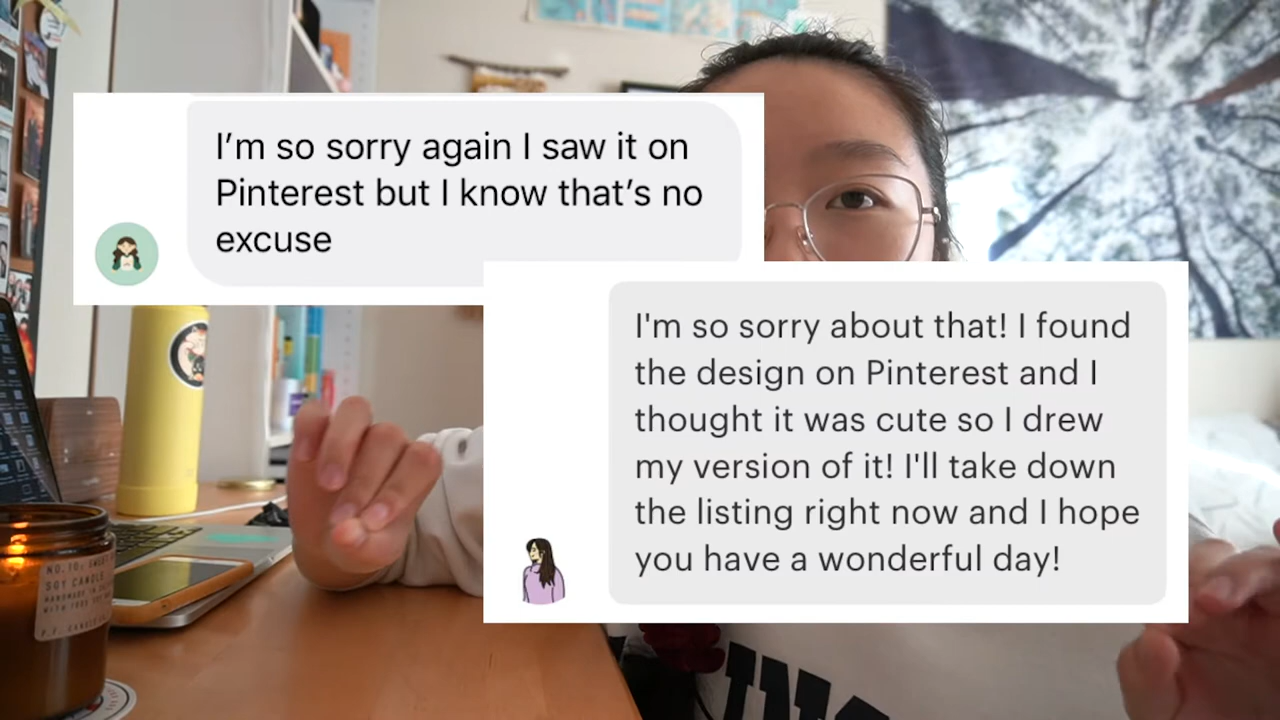 I'm so sorry again I saw it on
Pinterest but I know that's no
excuse
I'm so sorry about that! I found
the design on Pinterest and I
thought it was cute so I drew
my version of it! I'll take down
the listing right now and I hope
you have a wonderful day!
SOY CANDLE